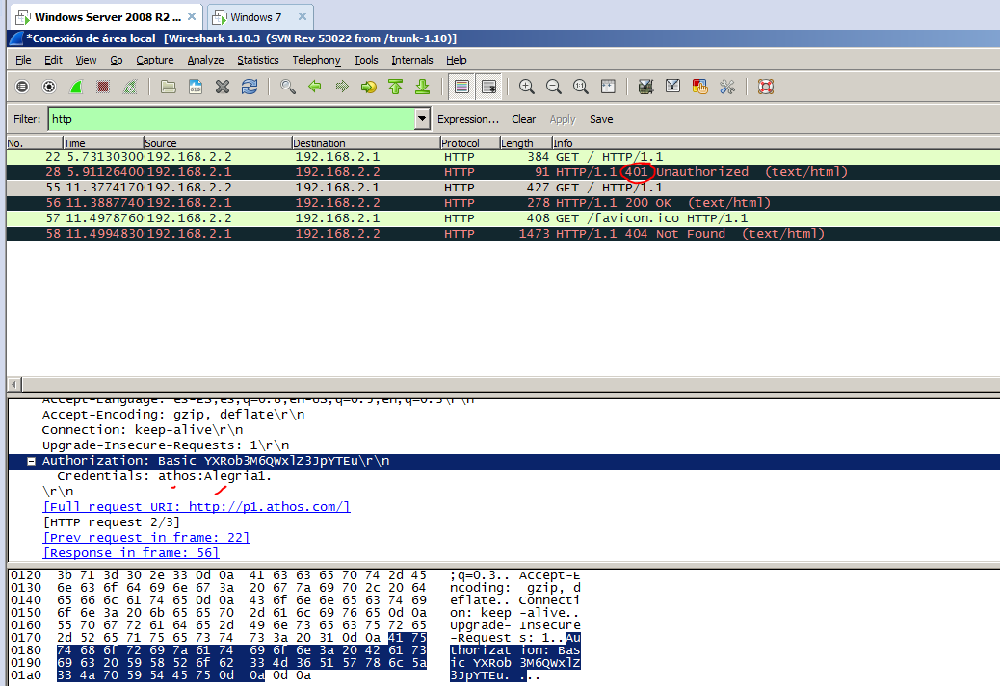 Windows Server 2008 R2 ... Windows 7
*Conexión de área local [Wireshark 1.10.3 (SVN Rev 53022 from /trunk-1.10)]
File Edit View Go Capture Analyze Statistics Telephony Tools Internals Help
Filter: http Expression... Clear Apply Save
No. Time Source Destination Protocol Length Info
22 5.73130300 192.168.2.2 192.168.2.1 HTTP 384 GET / HTTP/1.1
28 5.91126400 192.168.2.1 192.168.2.2 HTTP 91 HTTP/1.1 401 Unauthorized (text/html)
55 11.3774170 192.168.2.2 192.168.2.1 HTTP 427 GET / HTTP/1.1
56 11.3887740 192.168.2.1 192.168.2.2 HTTP 278 HTTP/1.1 200 OK (text/html)
57 11.4978760 192.168.2.2 192.168.2.1 HTTP 408 GET /favicon.ico HTTP/1.1
58 11.4994830 192.168.2.1 192.168.2.2 HTTP 1473 HTTP/1.1 404 Not Found (text/html)
Accept-Language: es-ES,es;q=0.8,en-US;q=0.5,en;q=0.3\r\n
Accept-Encoding: gzip, deflate\r\n
Connection: keep-alive\r\n
Upgrade-Insecure-Requests: 1\r\n
Authorization: Basic YXRob3M6QWxlZ3JpYTEu\r\n
Credentials: athos:Alegria1.
\r\n
[Full request URI: http://p1.athos.com/]
[HTTP request 2/3]
[Prev request in frame: 22]
[Response in frame: 56]
0120 3b 71 3d 30 2e 33 0d 0a 41 63 63 65 70 74 2d 45 ;q=0.3.. Accept-E
0130 6e 63 6f 64 69 6e 67 3a 20 67 7a 69 70 2c 20 64 ncoding: gzip, d
0140 65 66 6c 61 74 65 0d 0a 43 6f 6e 6e 65 63 74 69 eflate.. Connecti
0150 6f 6e 3a 20 6b 65 65 70 2d 61 6c 69 76 65 0d 0a on: keep -alive..
0160 55 70 67 72 61 64 65 2d 49 6e 73 65 63 75 72 65 Upgrade- Insecure
0170 2d 52 65 71 75 65 73 74 73 3a 20 31 0d 0a 41 75 -Request s: 1..Au
0180 74 68 6f 72 69 7a 61 74 69 6f 6e 3a 20 42 61 73 thorizat ion: Bas
0190 69 63 20 59 58 52 6f 62 33 4d 36 51 57 78 6c 5a ic YXRob 3M6QWxlZ
01a0 33 4a 70 59 54 45 75 0d 0a 0d 0a 3JpYTEu. ...